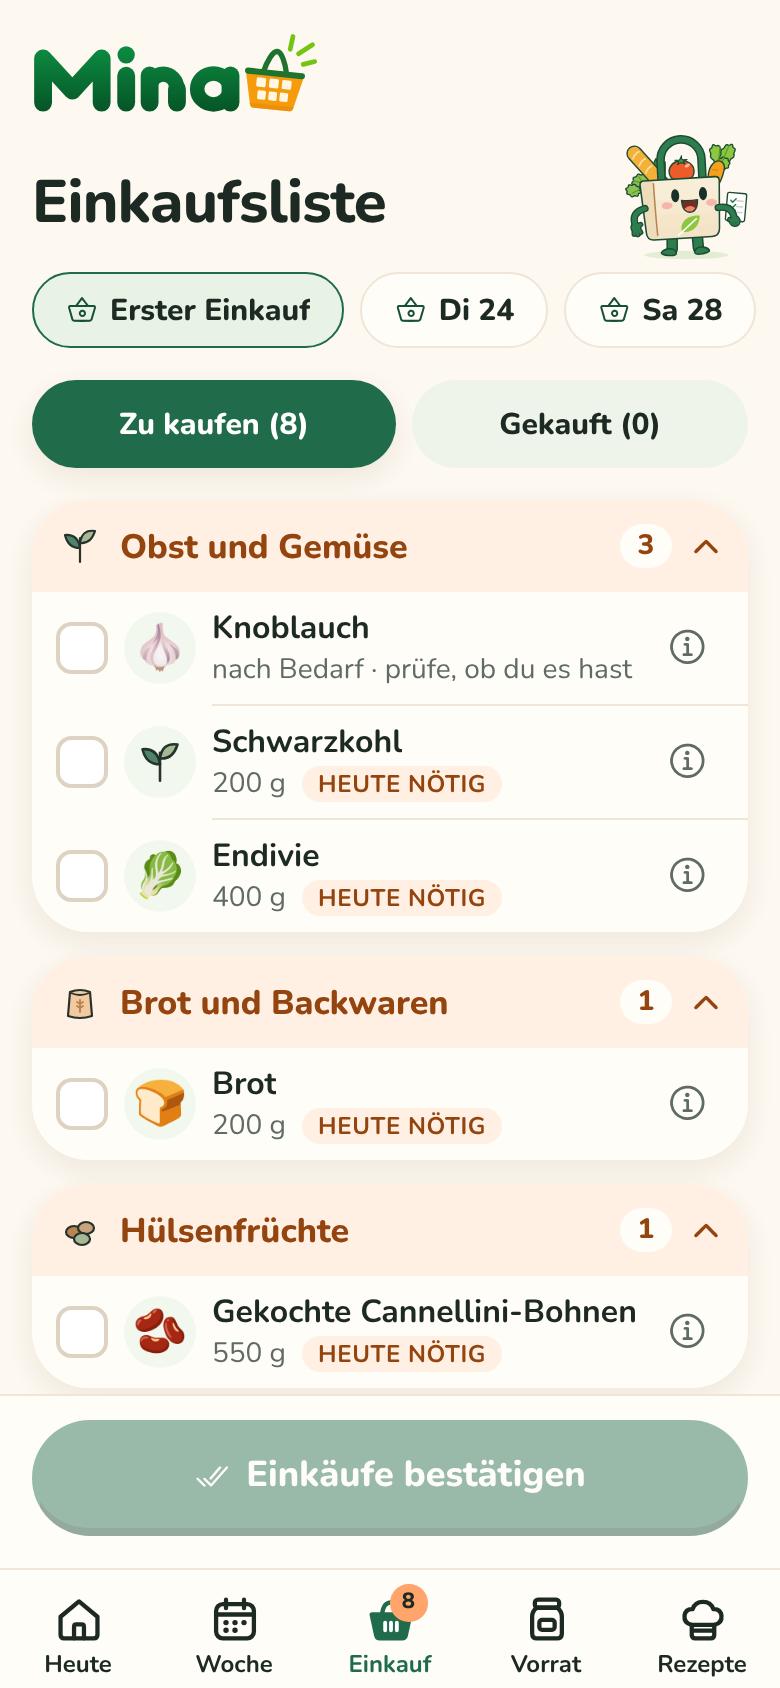 Mina
Einkaufsliste
Erster Einkauf
Di 24
Sa 28
Zu kaufen (8)
Gekauft (0)
Obst und Gemüse
3
Knoblauch
nach Bedarf · prüfe, ob du es hast
Schwarzkohl
200 g HEUTE NÖTIG
Endivie
400 g HEUTE NÖTIG
Brot und Backwaren
1
Brot
200 g HEUTE NÖTIG
Hülsenfrüchte
1
Gekochte Cannellini-Bohnen
550 g HEUTE NÖTIG
Einkäufe bestätigen
8
Heute
Woche
Einkauf
Vorrat
Rezepte